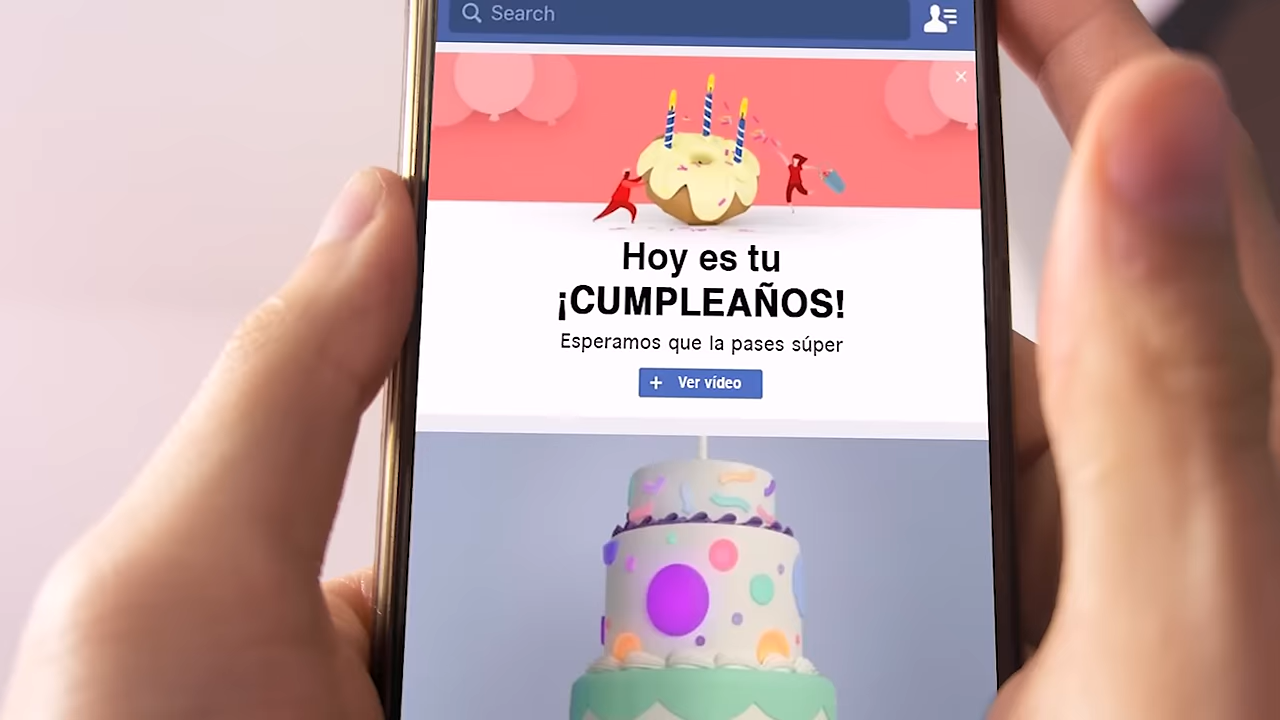 Search
Hoy es tu
¡CUMPLEAÑOS!
Esperamos que la pases súper
+ Ver vídeo